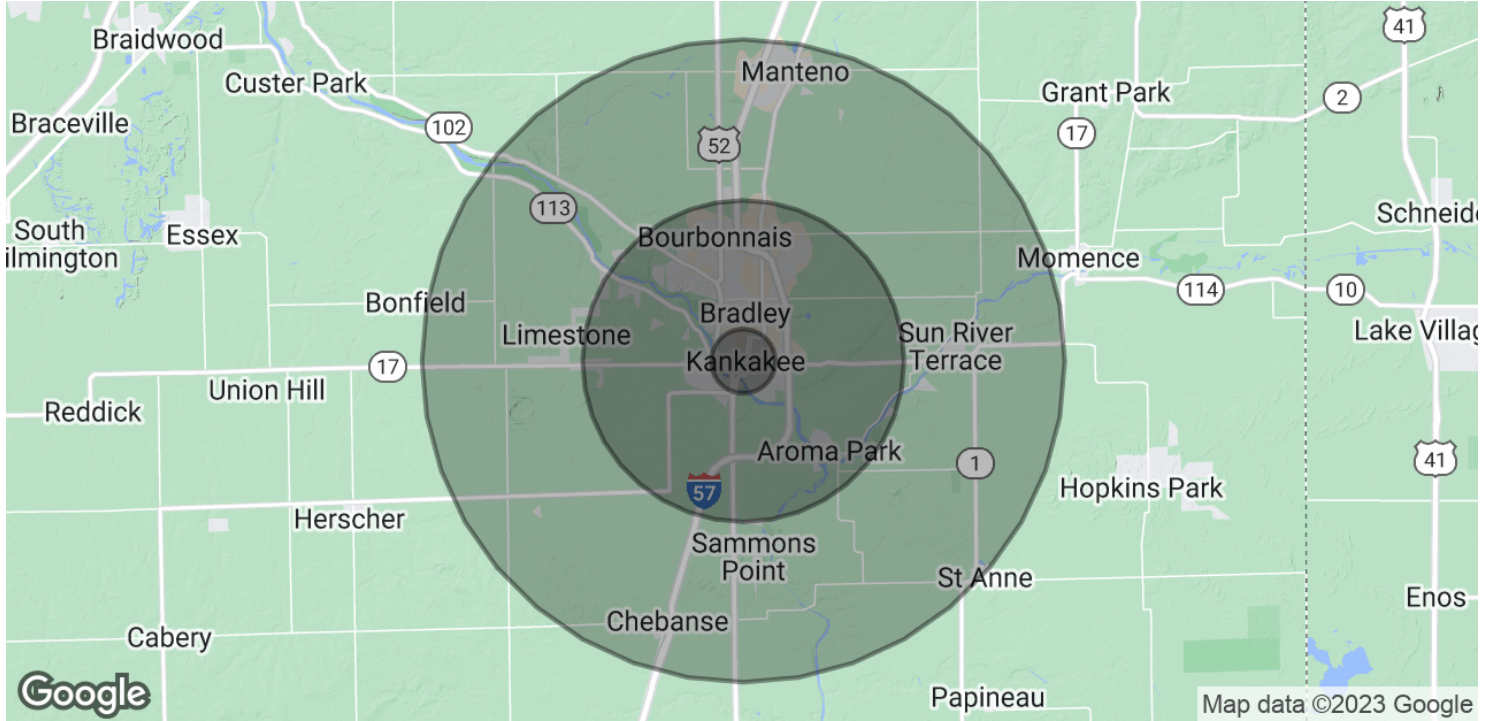 Braidwood
41
Custer Park
Manteno
Grant Park
2
Braceville
102
52
17
113
Schneide
South
ilmington
Essex
Bourbonnais
Momence
114
10
Bonfield
Bradley
Limestone
Sun River
Terrace
Lake Villag
17
Kankakee
Union Hill
Reddick
Aroma Park
1
41
57
Hopkins Park
Herscher
Sammons
Point
St Anne
Enos
Chebanse
Cabery
Google
Papineau
Map data ©2023 Google